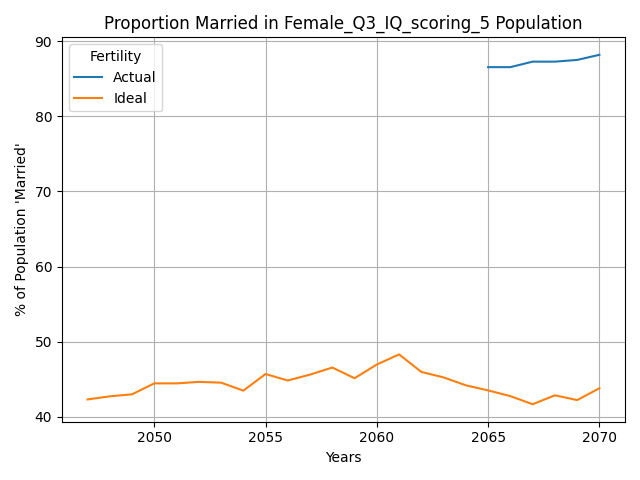 Proportion Married in Female_Q3_IQ_scoring_5 Population
Fertility
Actual
Ideal
% of Population 'Married'
90
80
70
60
50
40
2050
2055
2060
2065
2070
Years